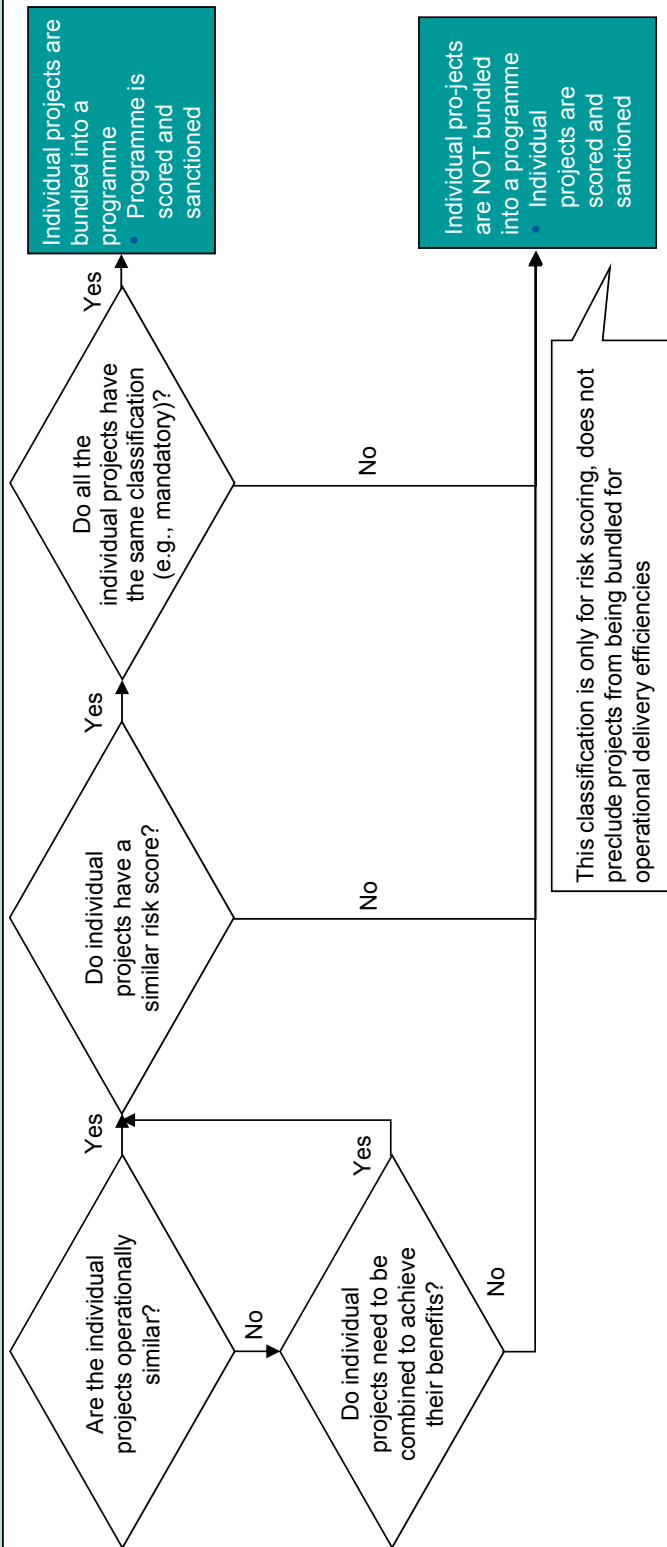 Are the individual
projects operationally
similar?
Yes
No
Do individual
projects need to be
combined to achieve
their benefits?
Yes
No
Do individual
projects have a
similar risk score?
Yes
No
Do all the
individual projects have
the same classification
(e.g., mandatory)?
Yes
No
Individual projects are
bundled into a
programme
• Programme is
scored and
sanctioned
Individual pro-jects
are NOT bundled
into a programme
• Individual
projects are
scored and
sanctioned
This classification is only for risk scoring, does not
preclude projects from being bundled for
operational delivery efficiencies